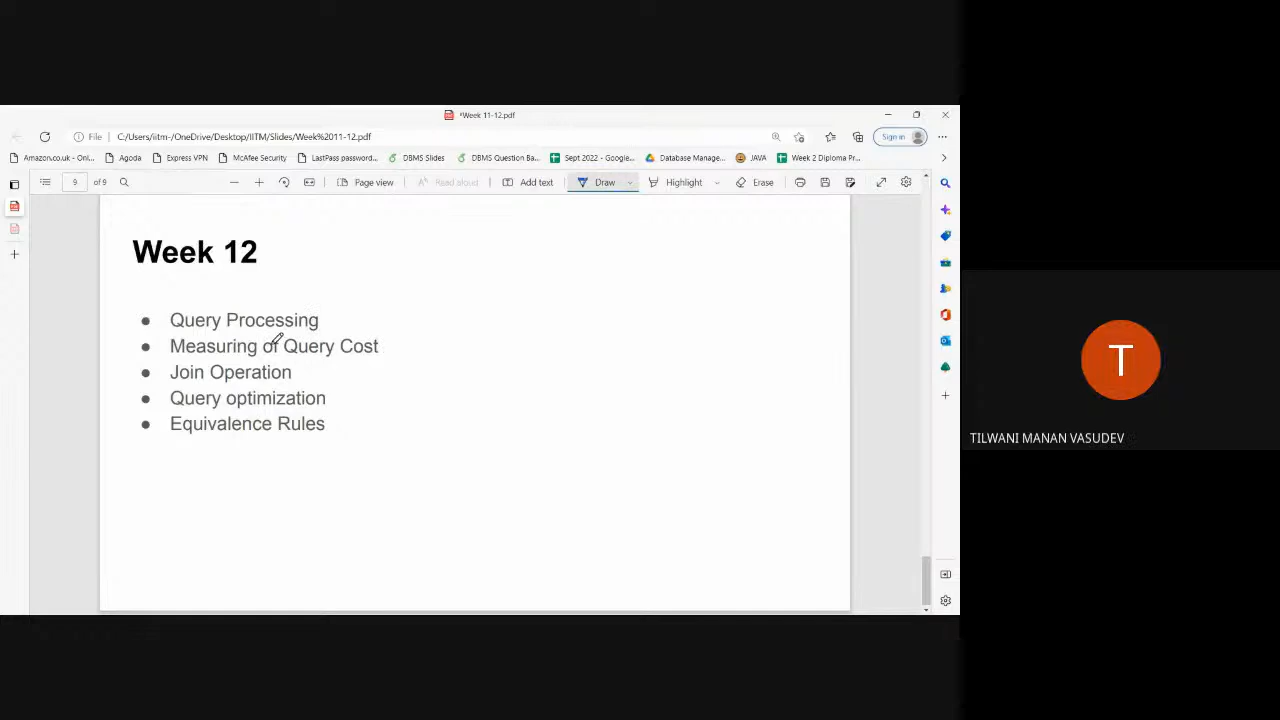 *Week 11-12.pdf
File C:/Users/iitm-/OneDrive/Desktop/IITM/Slides/Week%2011-12.pdf Sign in
Amazon.co.uk - Onl... Agoda Express VPN McAfee Security LastPass password... DBMS Slides DBMS Question Ba... Sept 2022 - Google... Database Manage... JAVA Week 2 Diploma Pr...
9 of 9 Page view Read aloud Add text Draw Highlight Erase
Week 12
● Query Processing
● Measuring of Query Cost
● Join Operation
● Query optimization
● Equivalence Rules
T
TILWANI MANAN VASUDEV